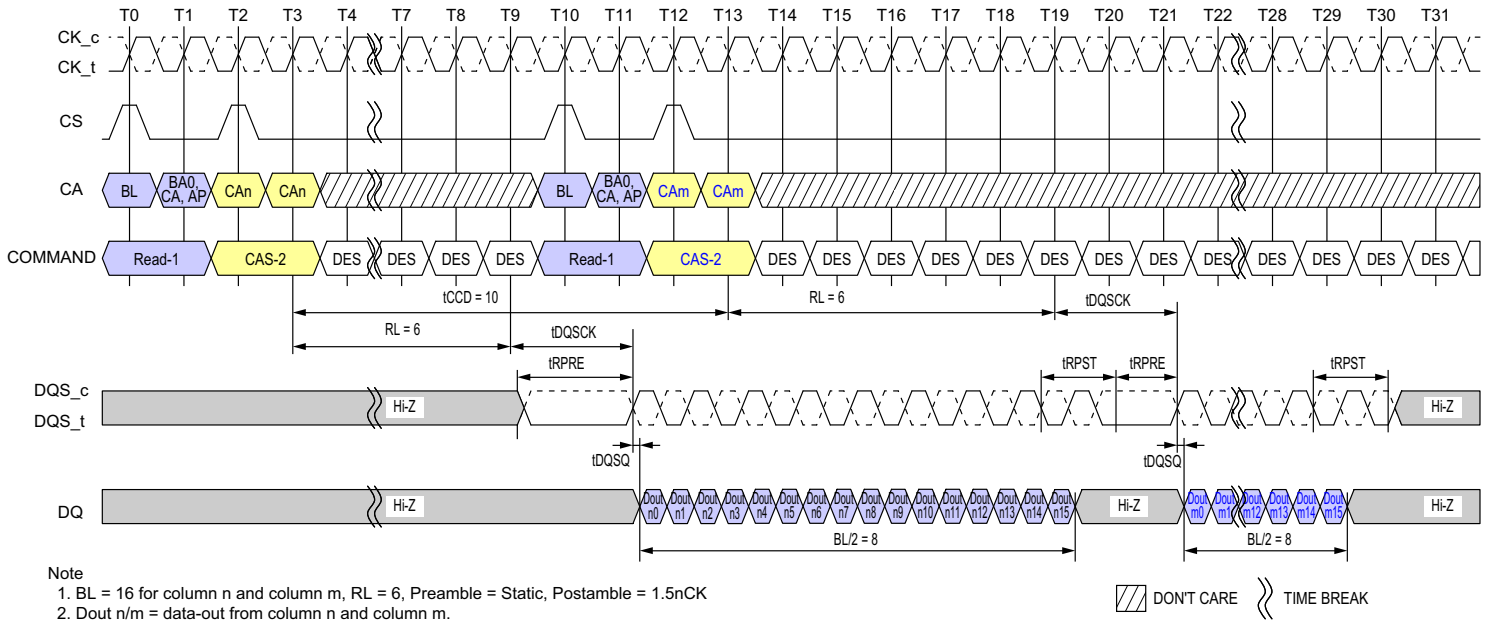 T0 T1 T2 T3 T4 T7 T8 T9 T10 T11 T12 T13 T14 T15 T16 T17 T18 T19 T20 T21 T22 T28 T29 T30 T31
CK_c
CK_t
CS
CA
BL BA0, CA, AP CAn CAn BL BA0, CA, AP CAm CAm
COMMAND Read-1 CAS-2 DES DES DES DES Read-1 CAS-2 DES DES DES DES DES DES DES DES DES DES DES DES DES
tCCD = 10 RL = 6 tDQSCK
RL = 6 tDQSCK
tRPRE tRPST tRPRE tRPST
DQS_c
DQS_t
Hi-Z Hi-Z
tDQSQ tDQSQ
DQ Hi-Z Dout n0 Dout n1 Dout n2 Dout n3 Dout n4 Dout n5 Dout n6 Dout n7 Dout n8 Dout n9 Dout n10 Dout n11 Dout n12 Dout n13 Dout n14 Dout n15 Hi-Z Dout m0 Dout m1 Dout m12 Dout m13 Dout m14 Dout m15 Hi-Z
BL/2 = 8 BL/2 = 8
Note
1. BL = 16 for column n and column m, RL = 6, Preamble = Static, Postamble = 1.5nCK
2. Dout n/m = data-out from column n and column m.
DON'T CARE TIME BREAK